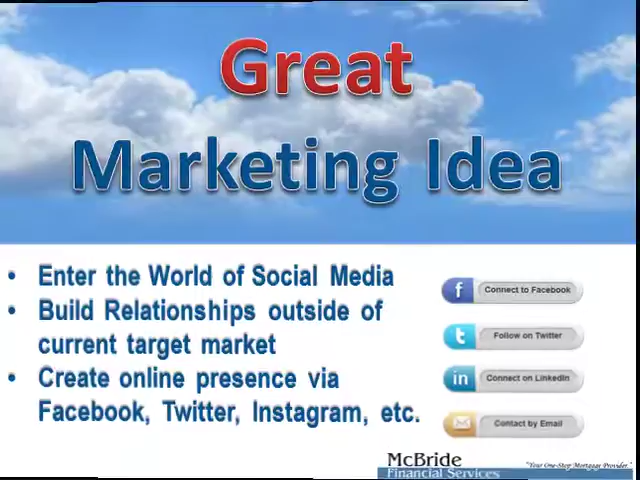 Great
Marketing Idea
• Enter the World of Social Media
• Build Relationships outside of
current target market
• Create online presence via
Facebook, Twitter, Instagram, etc.
f Connect to Facebook
t Follow on Twitter
in Connect on LinkedIn
Contact by Email
McBride
Financial Services
"Your One-Stop Mortgage Provider."